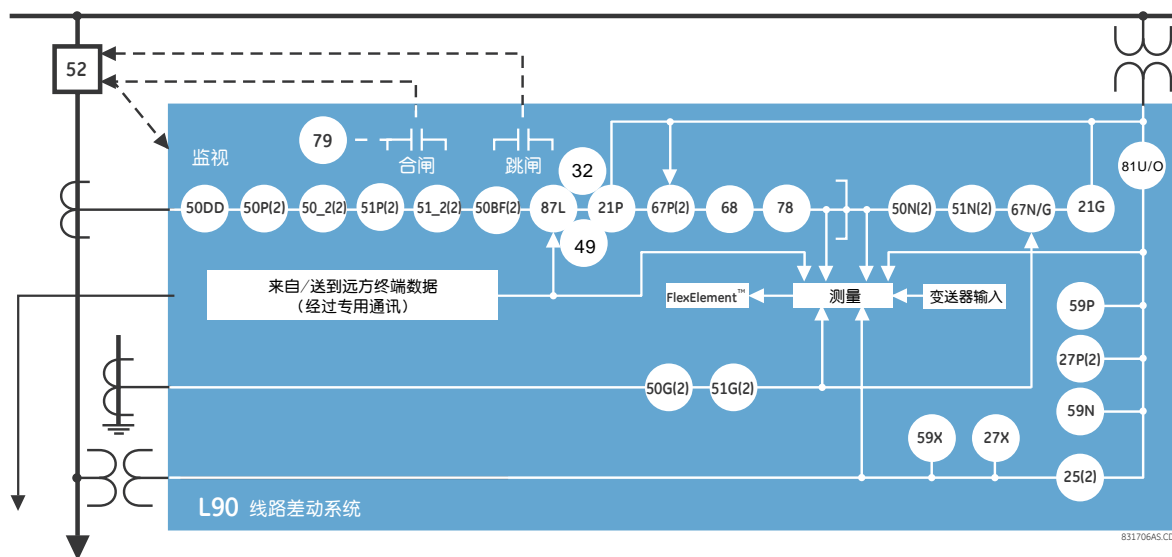 52
监视
79
合闸
跳闸
32
81U/O
50DD 50P(2) 50_2(2) 51P(2) 51_2(2) 50BF(2) 87L 21P 67P(2) 68 78 50N(2) 51N(2) 67N/G 21G
49
来自/送到远方终端数据
（经过专用通讯）
FlexElement™
测量
变送器输入
59P
27P(2)
50G(2) 51G(2)
59N
59X 27X
25(2)
L90 线路差动系统